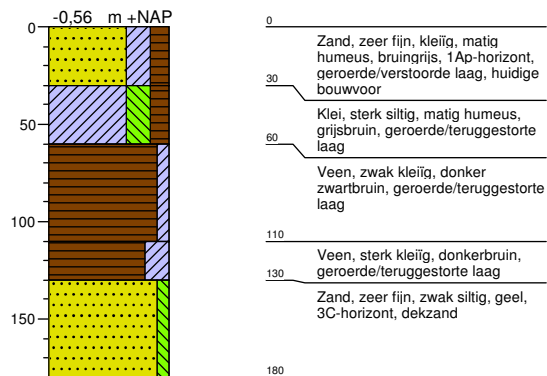 -0,56 m +NAP
0
50
100
150
0
Zand, zeer fijn, kleiïg, matig
humeus, bruingrijs, 1Ap-horizont,
geroerde/verstoorde laag, huidige
bouwvoor
30
Klei, sterk siltig, matig humeus,
grijsbruin, geroerde/teruggestorte
laag
60
Veen, zwak kleiïg, donker
zwartbruin, geroerde/teruggestorte
laag
110
Veen, sterk kleiïg, donkerbruin,
geroerde/teruggestorte laag
130
Zand, zeer fijn, zwak siltig, geel,
3C-horizont, dekzand
180